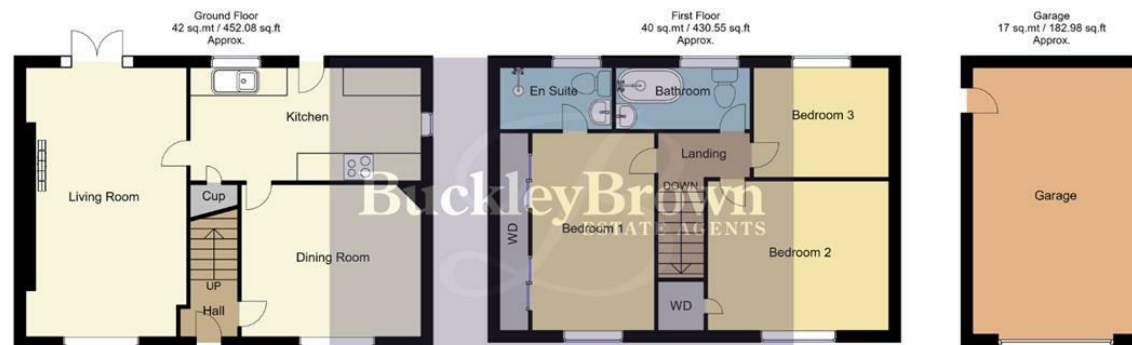 Ground Floor
42 sq.mt / 452.08 sq.ft
Approx.
Living Room
Kitchen
Cup
Dining Room
UP
Hall
First Floor
40 sq.mt / 430.55 sq.ft
Approx.
En Suite
Bathroom
Bedroom 3
Landing
DOWN
WD
Bedroom 1
Bedroom 2
WD
Garage
17 sq.mt / 182.98 sq.ft
Approx.
Garage
BuckleyBrown
ESTATE AGENTS